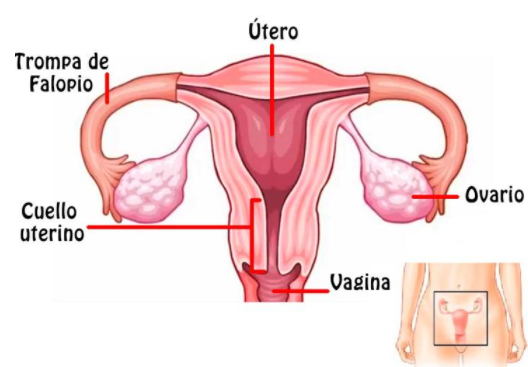 Útero
Trompa de
Falopio
Ovario
Cuello
uterino
Vagina